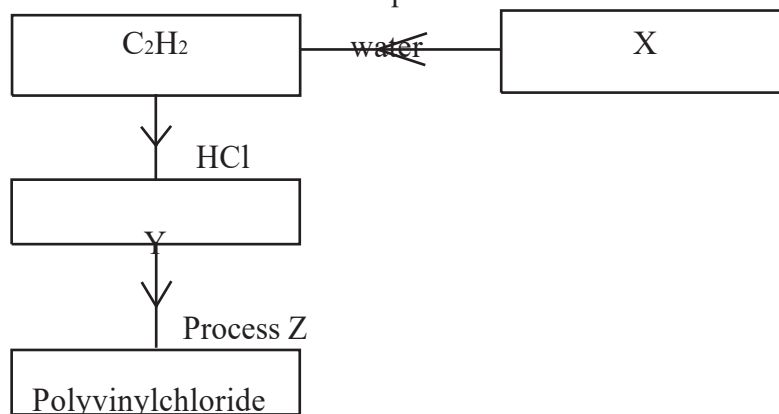 C₂H₂
water
X
HCl
Y
Process Z
Polyvinylchloride